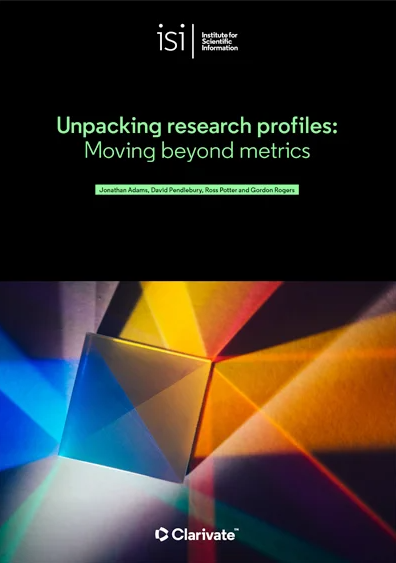 isi
Institute for
Scientific
Information
Unpacking research profiles:
Moving beyond metrics
Jonathan Adams, David Pendlebury, Ross Potter and Gordon Rogers
Clarivate™